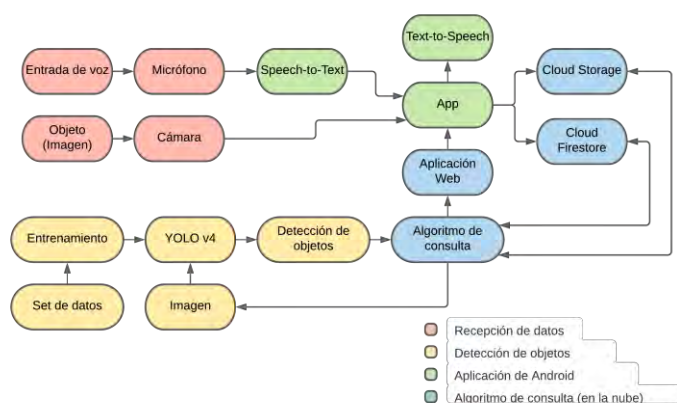 Text-to-Speech
Entrada de voz
Micrófono
Speech-to-Text
Cloud Storage
App
Objeto
(Imagen)
Cámara
Cloud
Firestore
Aplicación
Web
Entrenamiento
YOLO v4
Detección de
objetos
Algoritmo de
consulta
Set de datos
Imagen
Recepción de datos
Detección de objetos
Aplicación de Android
Algoritmo de consulta (en la nube)